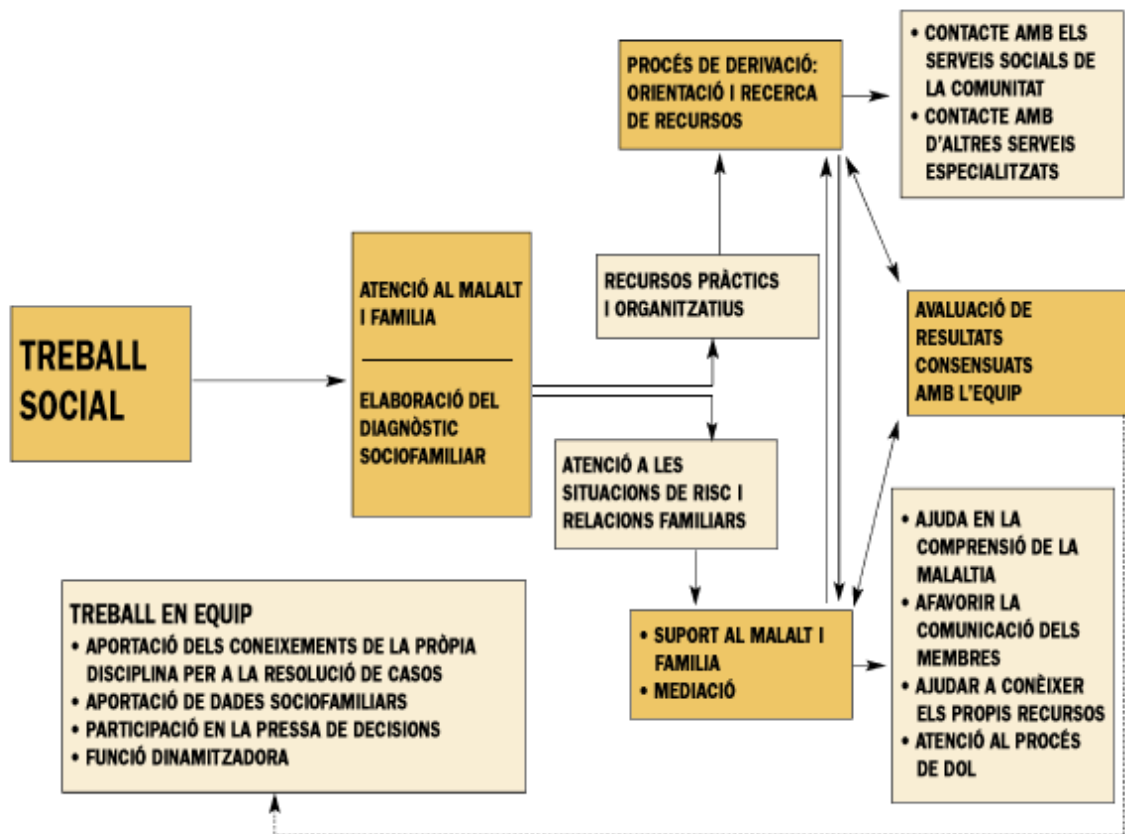 TREBALL
SOCIAL
ATENCIÓ AL MALALT
I FAMILIA
ELABORACIÓ DEL
DIAGNÒSTIC
SOCIOFAMILIAR
RECURSOS PRÀCTICS
I ORGANITZATIUS
PROCÉS DE DERIVACIÓ:
ORIENTACIÓ I RECERCA
DE RECURSOS
• CONTACTE AMB ELS
SERVEIS SOCIALS DE
LA COMUNITAT
• CONTACTE AMB
D'ALTRES SERVEIS
ESPECIALITZATS
AVALUACIÓ DE
RESULTATS
CONSENSUATS
AMB L'EQUIP
ATENCIÓ A LES
SITUACIONS DE RISC I
RELACIONS FAMILIARS
• SUPORT AL MALALT I
FAMILIA
• MEDIACIÓ
• AJUDA EN LA
COMPRENSIÓ DE LA
MALALTIA
• AFAVORIR LA
COMUNICACIÓ DELS
MEMBRES
• AJUDAR A CONÈIXER
ELS PROPIS RECURSOS
• ATENCIÓ AL PROCÉS
DE DOL
TREBALL EN EQUIP
• APORTACIÓ DELS CONEIXEMENTS DE LA PRÒPIA
DISCIPLINA PER A LA RESOLUCIÓ DE CASOS
• APORTACIÓ DE DADES SOCIOFAMILIARS
• PARTICIPACIÓ EN LA PRESSA DE DECISIONS
• FUNCIÓ DINAMITZADORA